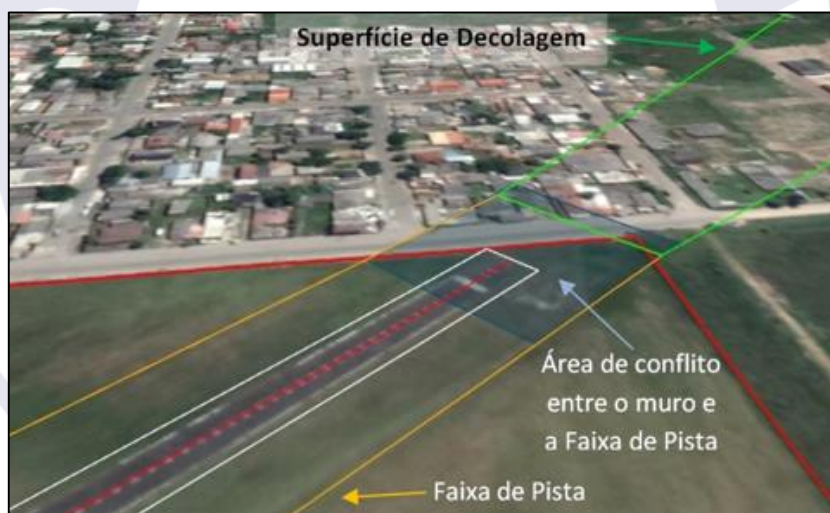 Superfície de Decolagem
Área de conflito
entre o muro e
a Faixa de Pista
Faixa de Pista